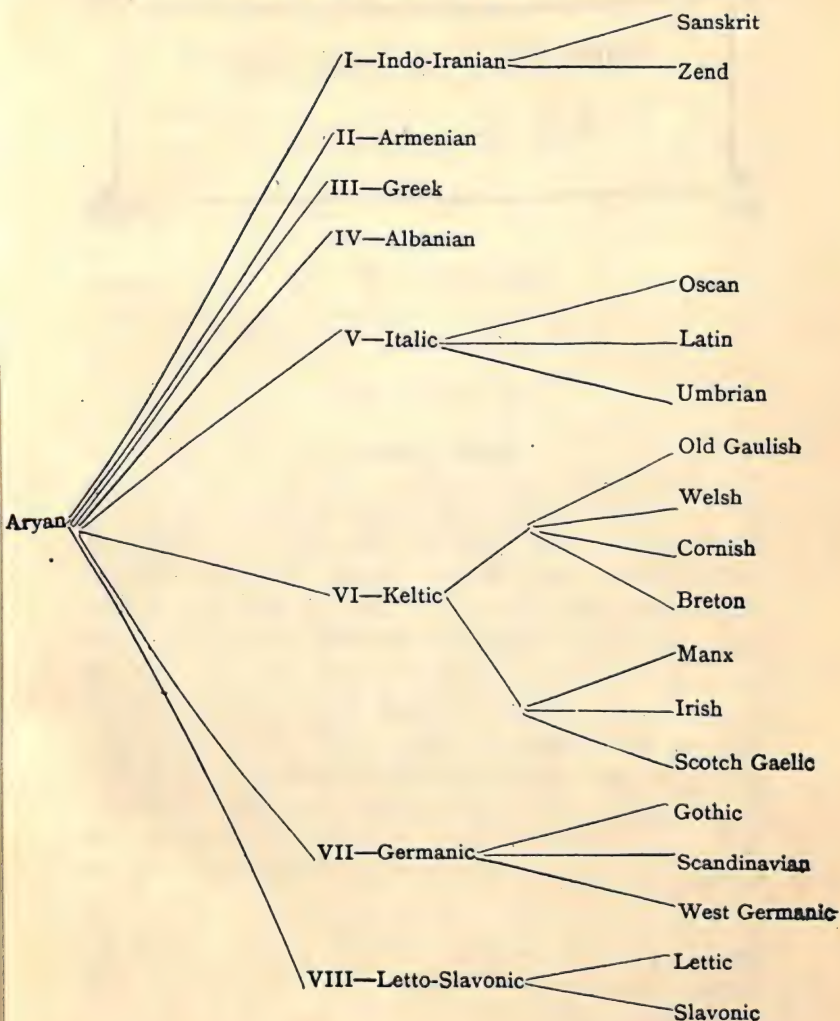 Sanskrit
I—Indo-Iranian
Zend
II—Armenian
III—Greek
IV—Albanian
Oscan
V—Italic
Latin
Umbrian
Old Gaulish
Welsh
Aryan
Cornish
VI—Keltic
Breton
Manx
Irish
Scotch Gaelic
Gothic
VII—Germanic
Scandinavian
West Germanic
Lettic
VIII—Letto-Slavonic
Slavonic